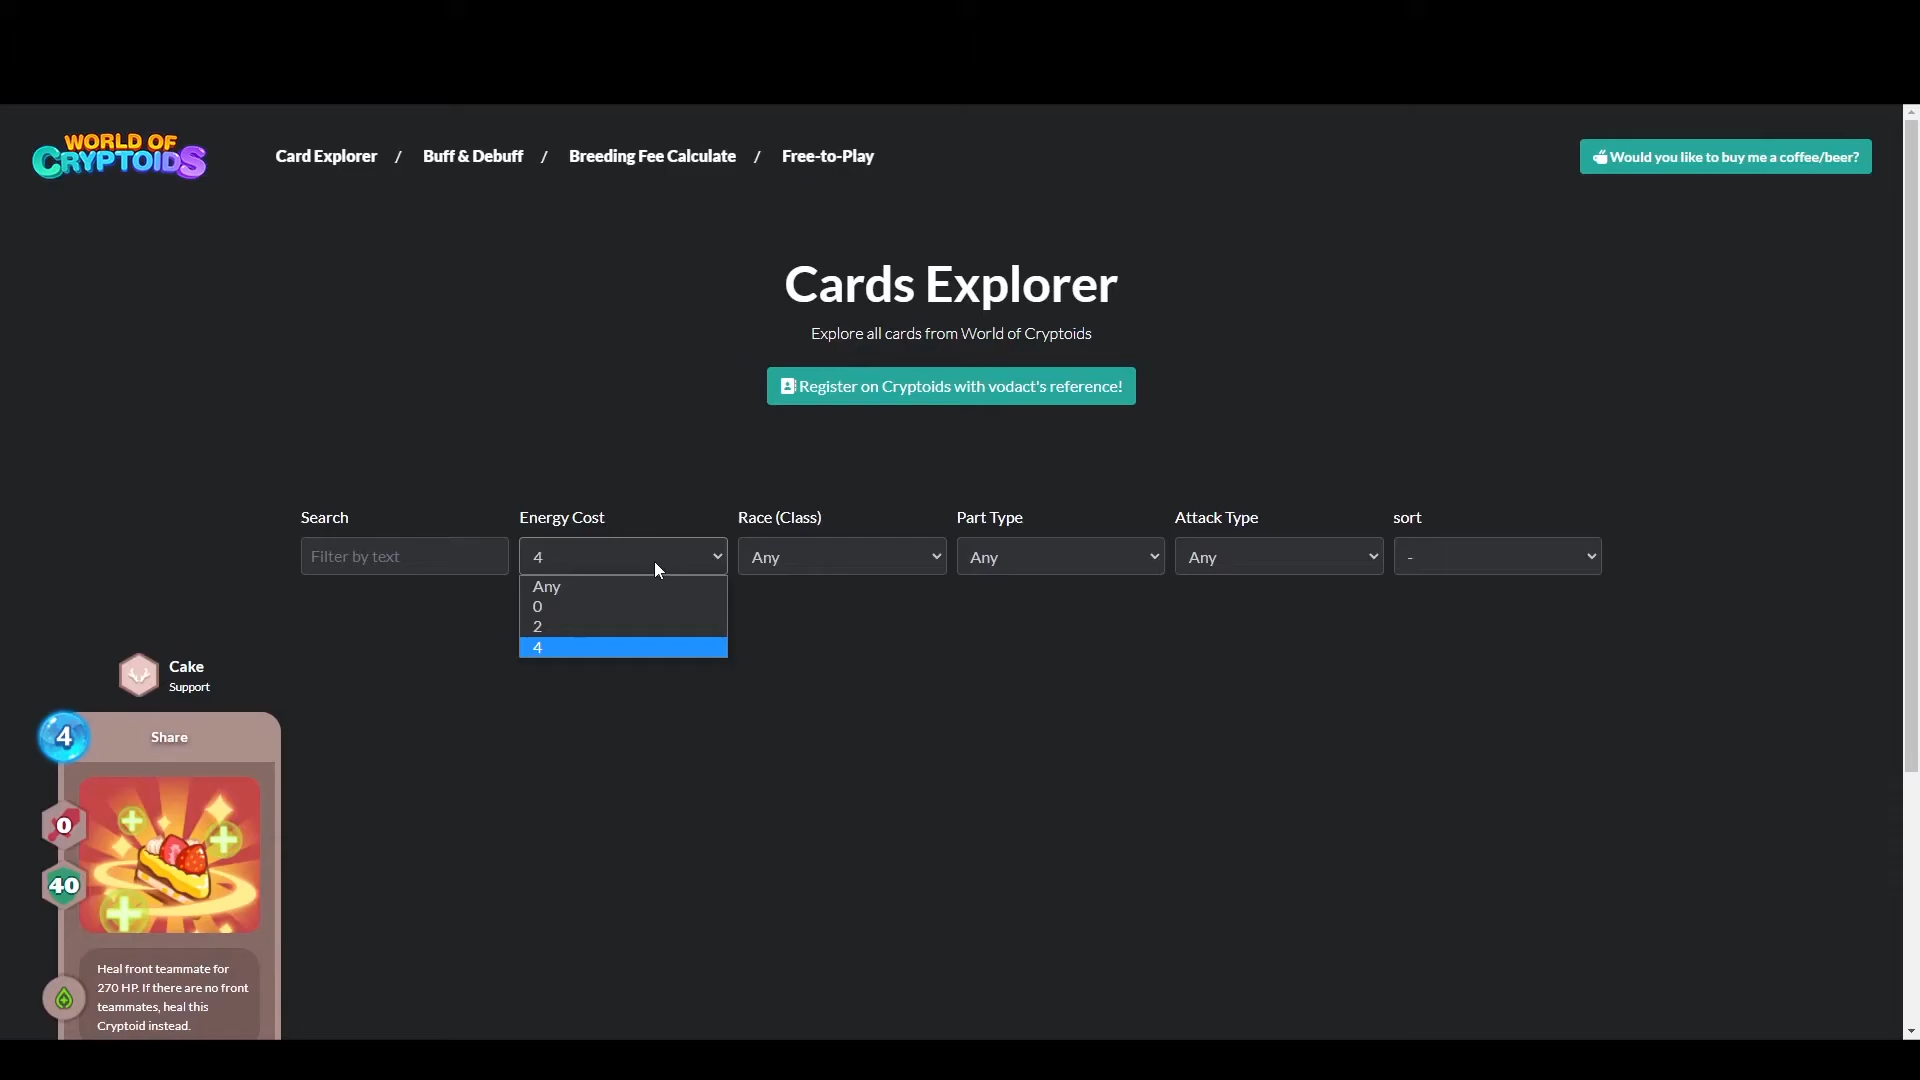 WORLD OF
CRYPTOIDS
Card Explorer / Buff & Debuff / Breeding Fee Calculate / Free-to-Play
Would you like to buy me a coffee/beer?
Cards Explorer
Explore all cards from World of Cryptoids
Register on Cryptoids with vodact's reference!
Search Energy Cost Race (Class) Part Type Attack Type sort
Filter by text 4 Any Any Any -
Any
0
2
4
Cake
Support
4 Share
0
40
Heal front teammate for
270 HP. If there are no front
teammates, heal this
Cryptoid instead.